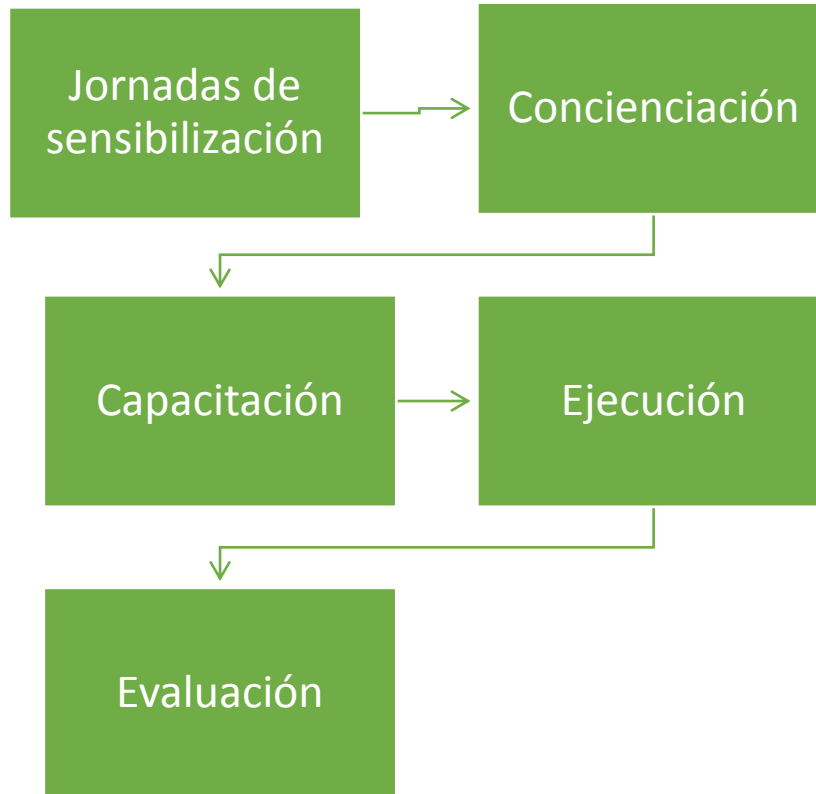 Jornadas de
sensibilización
Concienciación
Capacitación
Ejecución
Evaluación